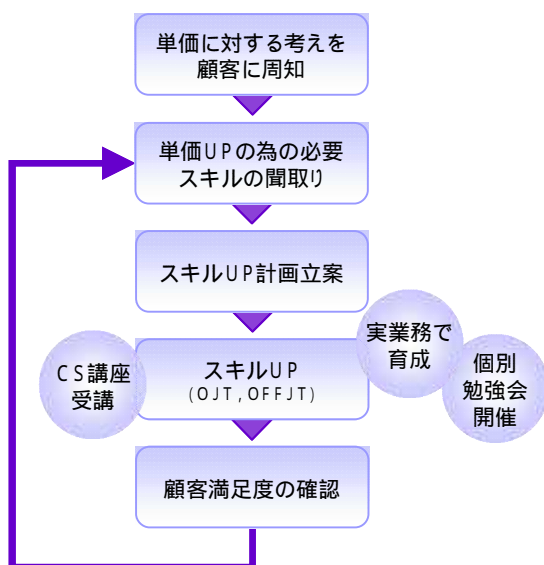 単価に対する考えを
顧客に周知
単価UPの為の必要
スキルの聞取り
スキルUP計画立案
実業務で
育成
CS講座
受講
スキルUP
(OJT,OFFJT)
個別
勉強会
開催
顧客満足度の確認